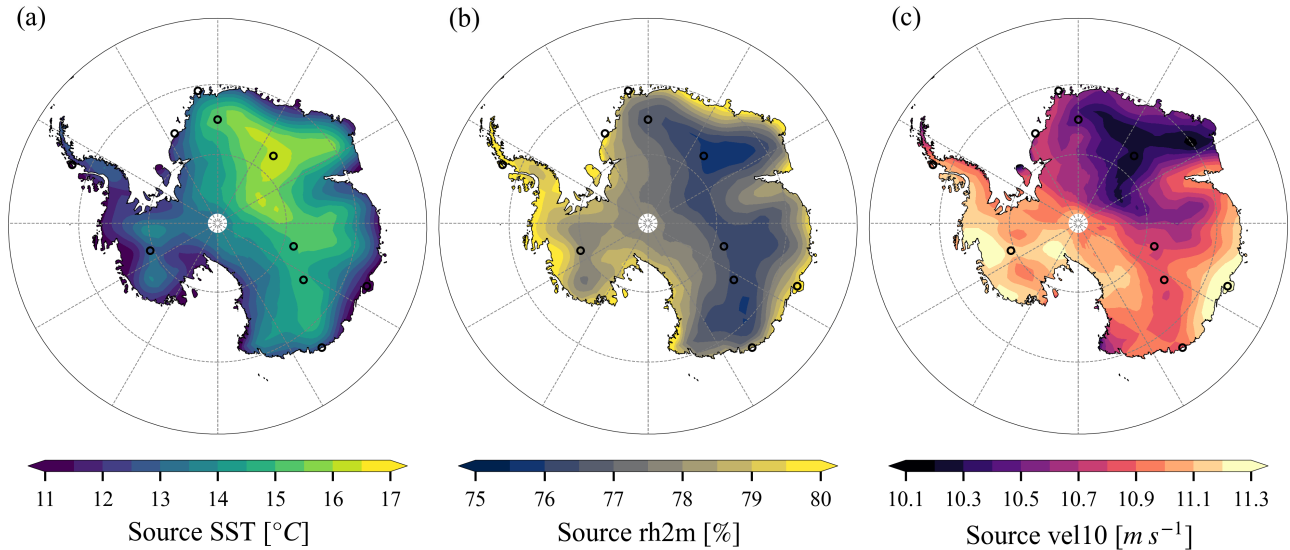 (a) (b) (c)
11 12 13 14 15 16 17 75 76 77 78 79 80 10.1 10.3 10.5 10.7 10.9 11.1 11.3
Source SST [°C] Source rh2m [%] Source vel10 [m s⁻¹]